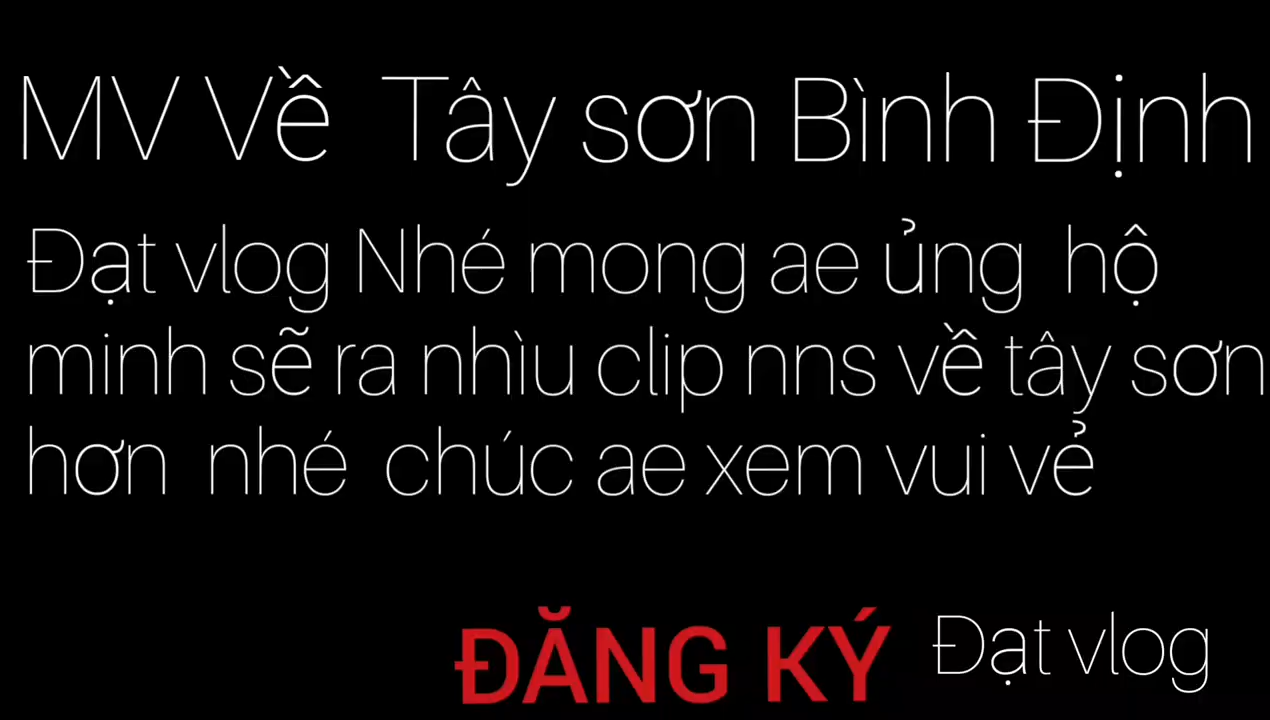 MV Về Tây sơn Bình Định
Đạt vlog Nhé mong ae ủng hộ
minh sẽ ra nhìu clip nns về tây sơn
hơn nhé chúc ae xem vui vẻ
ĐĂNG KÝ Đạt vlog